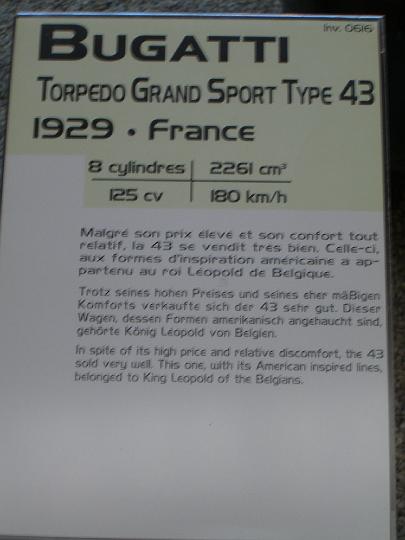 Inv. 0616
BUGATTI
TORPEDO GRAND SPORT TYPE 43
1929 • France
8 cylindres 2261 cm³
125 cv 180 km/h
Malgré son prix élevé et son confort tout
relatif, la 43 se vendit très bien. Celle-ci,
aux formes d'inspiration américaine a ap-
partenu au roi Léopold de Belgique.
Trotz seines hohen Preises und seines eher mäßigen
Komforts verkaufte sich der 43 sehr gut. Dieser
Wagen, dessen Formen amerikanisch angehaucht sind,
gehörte König Leopold von Belgien.
In spite of its high price and relative discomfort, the 43
sold very well. This one, with its American inspired lines,
belonged to King Leopold of the Belgians.